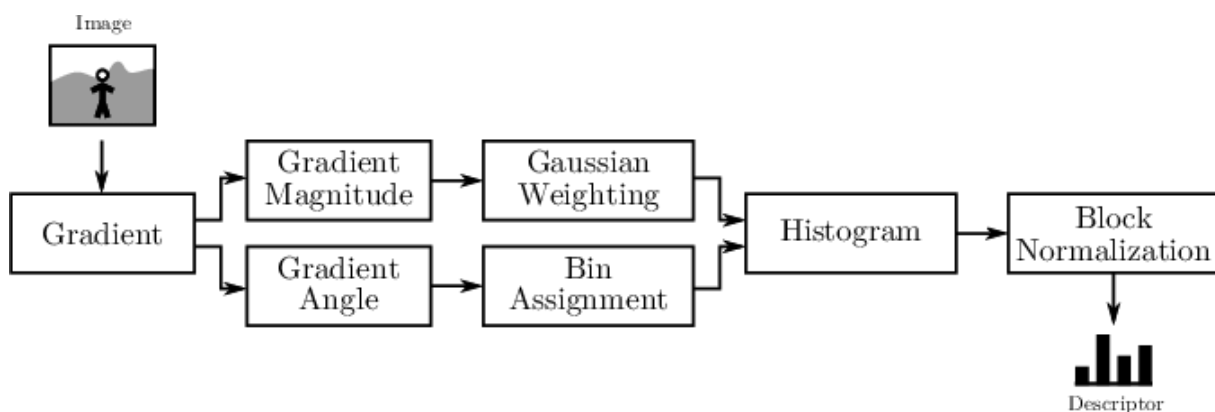 Image
Gradient
Gradient
Magnitude
Gaussian
Weighting
Gradient
Angle
Bin
Assignment
Histogram
Block
Normalization
Descriptor